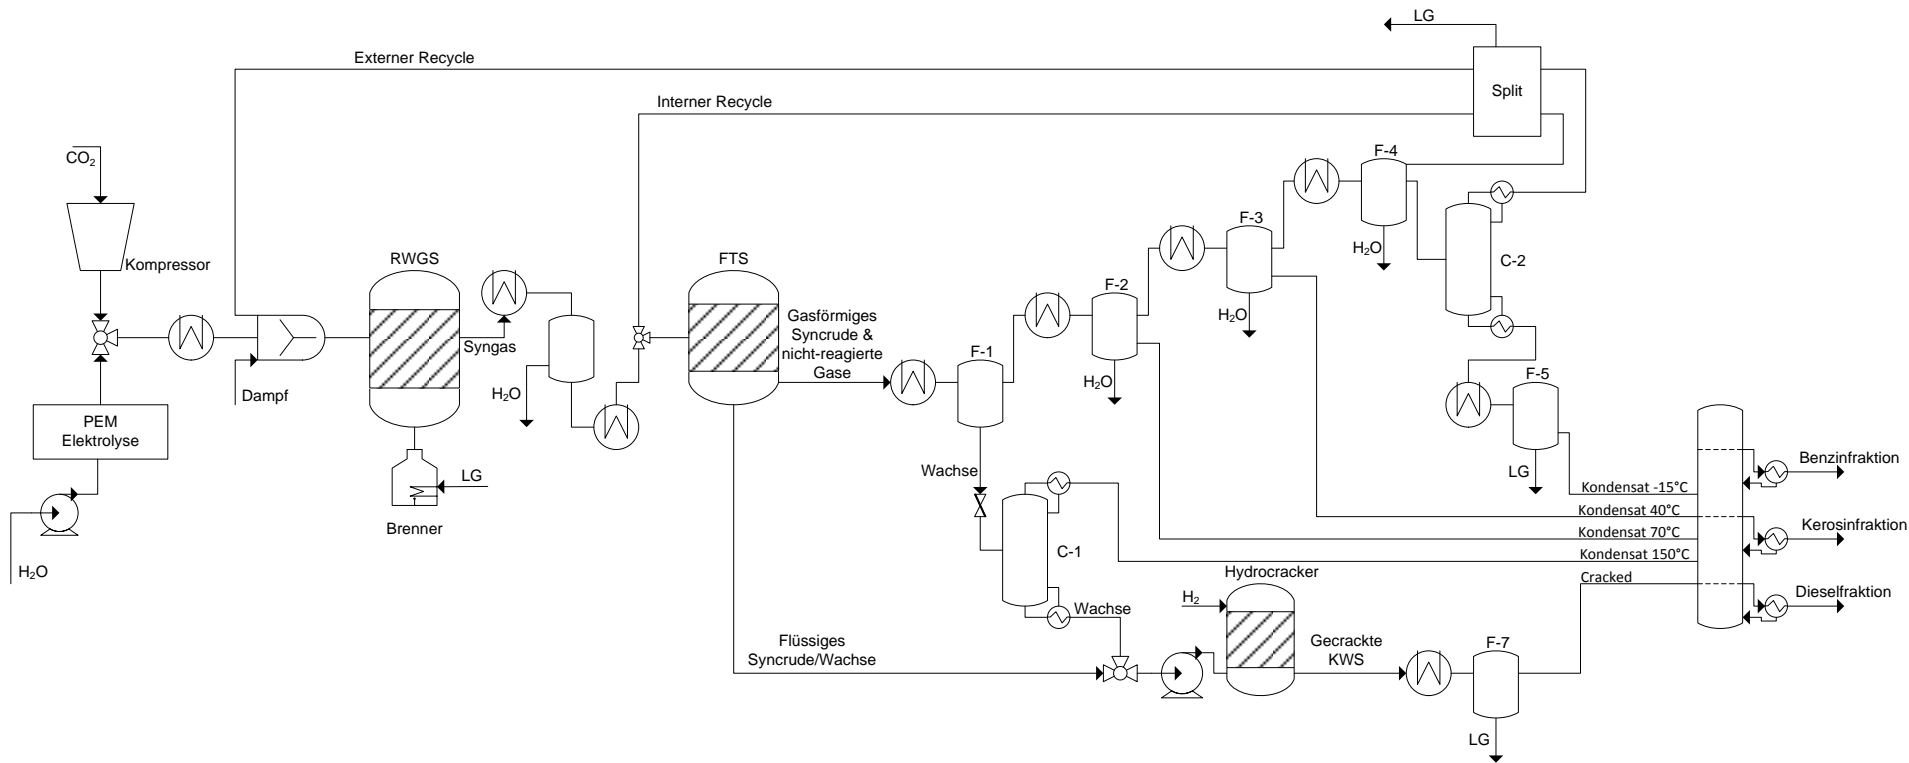 LG
Externer Recycle
Interner Recycle
Split
CO₂
Kompressor
F-4
F-3
H₂O
C-2
RWGS
FTS
F-2
H₂O
Gasförmiges
Syncrude &
nicht-reagierte
Gase
Syngas
F-1
H₂O
H₂O
Dampf
F-5
PEM
Elektrolyse
LG
Brenner
Wachse
LG
Benzinfraktion
Kondensat -15°C
Kondensat 40°C
Kerosinfraktion
Kondensat 70°C
C-1
Kondensat 150°C
H₂O
Hydrocracker
Cracked
Dieselfraktion
H₂
Wachse
Flüssiges
Syncrude/Wachse
Gecrackte
KWS
F-7
LG